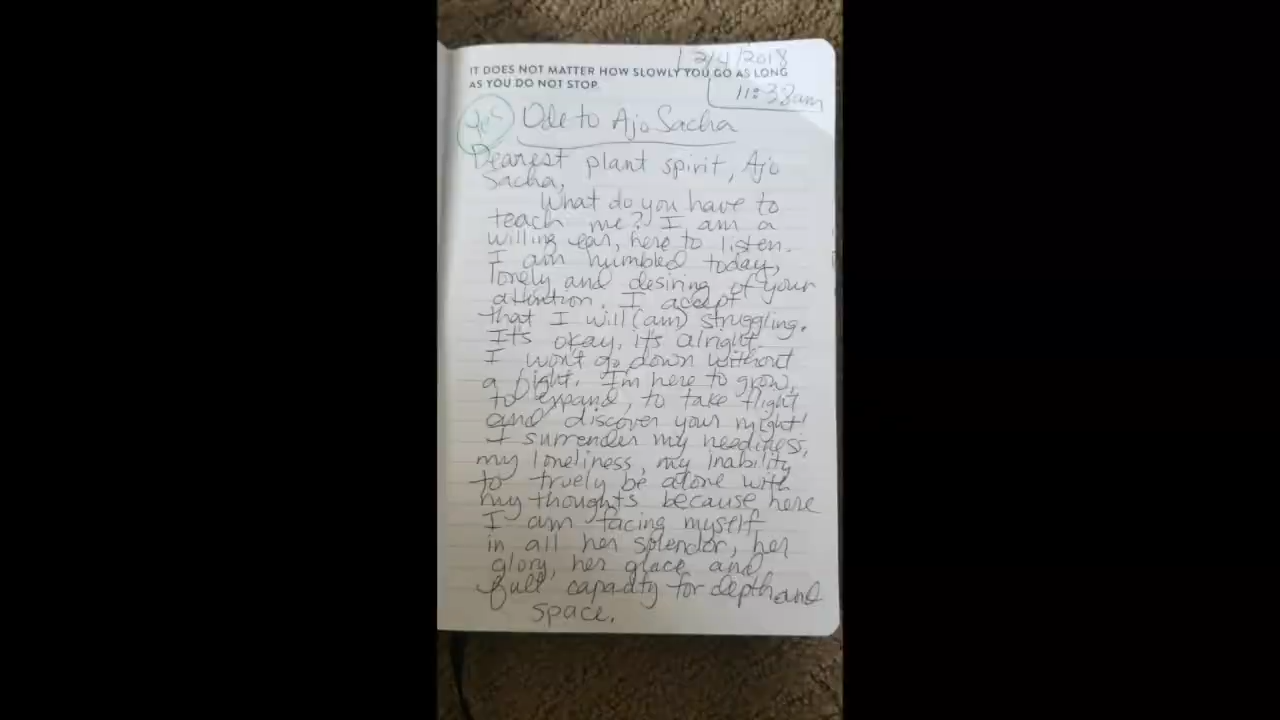 12/4/2018
IT DOES NOT MATTER HOW SLOWLY YOU GO AS LONG
AS YOU DO NOT STOP.
11:33am
Yes
Ode to Ajo Sacha
Dearest plant spirit, Ajo
Sacha,
What do you have to
teach me? I am a
willing ear, here to listen.
I am humbled today,
lonely and desiring of your
attention. I accept
that I will (am) struggling.
It's okay, it's alright.
I won't go down without
a fight. I'm here to grow,
to expand, to take flight
and discover your might!
I surrender my neediness,
my loneliness, my inability
to truely be alone with
my thoughts because here
I am facing myself
in all her splendor, her
glory, her grace and
full capacity for depth and
space.